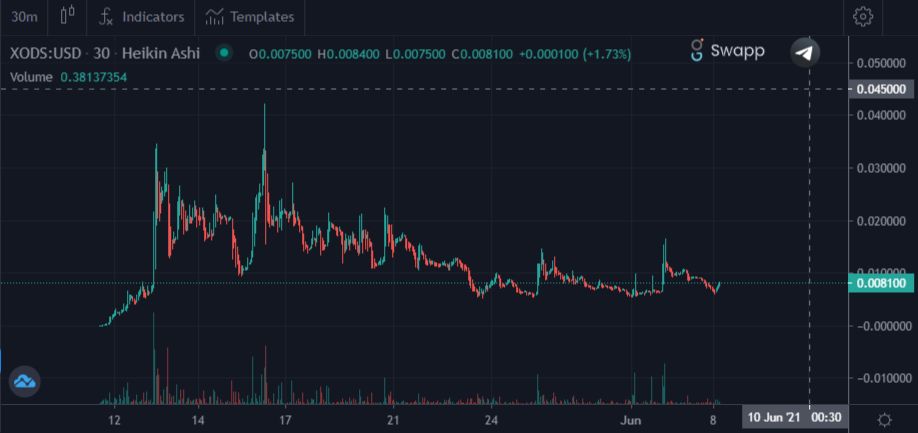 30m Indicators Templates
XODS:USD · 30 · Heikin Ashi O0.007500 H0.008400 L0.007500 C0.008100 +0.000100 (+1.73%) Swapp
Volume 0.38137354
0.050000
0.045000
0.040000
0.030000
0.020000
0.010000
0.008100
−0.000000
−0.010000
12 14 17 21 24 Jun 8 10 Jun '21 00:30